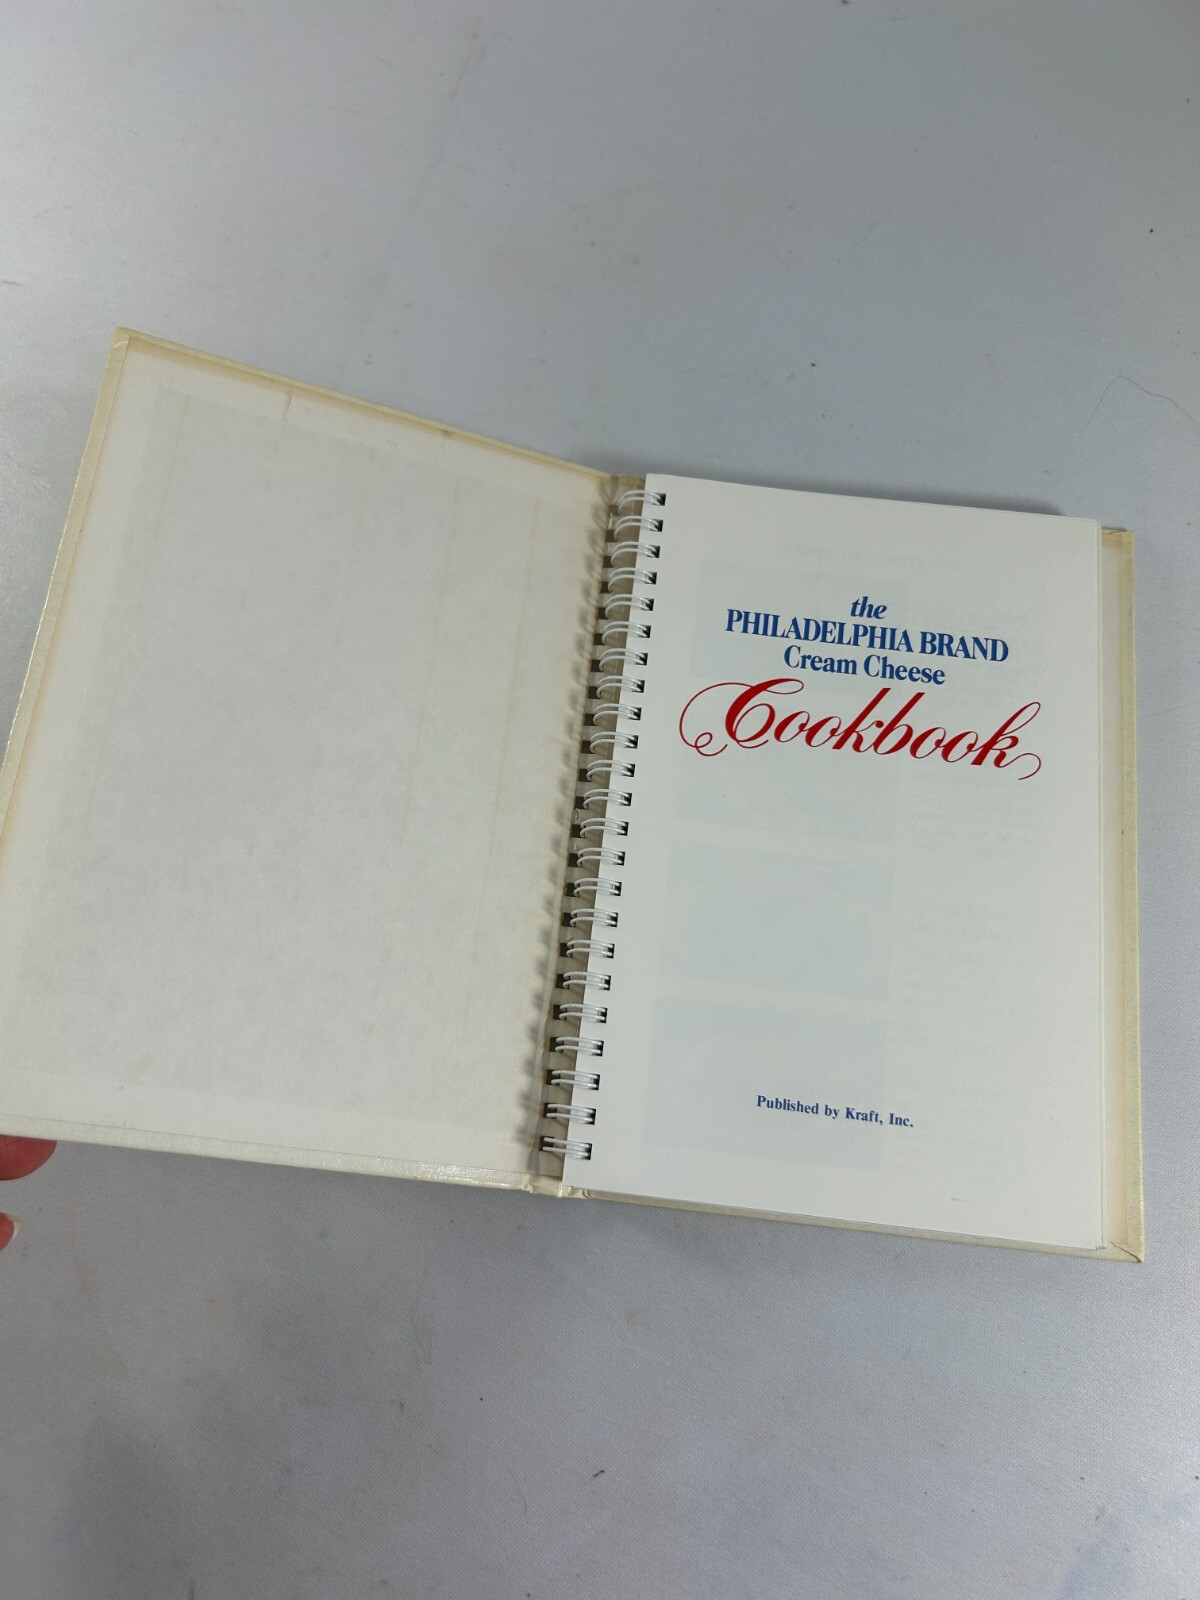 the
PHILADELPHIA BRAND
Cream Cheese
Cookbook
Published by Kraft, Inc.